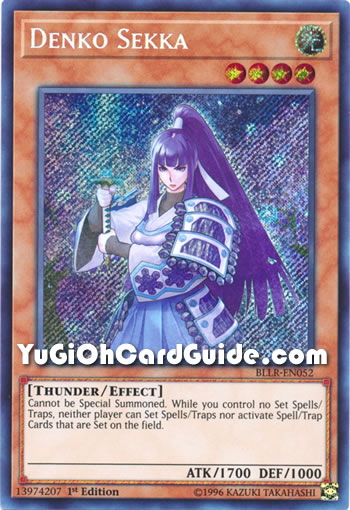 Denko Sekka
YuGiOhCardGuide.com
BLLR-EN052
[Thunder/Effect]
Cannot be Special Summoned. While you control no Set Spells/
Traps, neither player can Set Spells/Traps nor activate Spell/Trap
Cards that are Set on the field.
ATK/1700 DEF/1000
13974207 1st Edition ©1996 KAZUKI TAKAHASHI